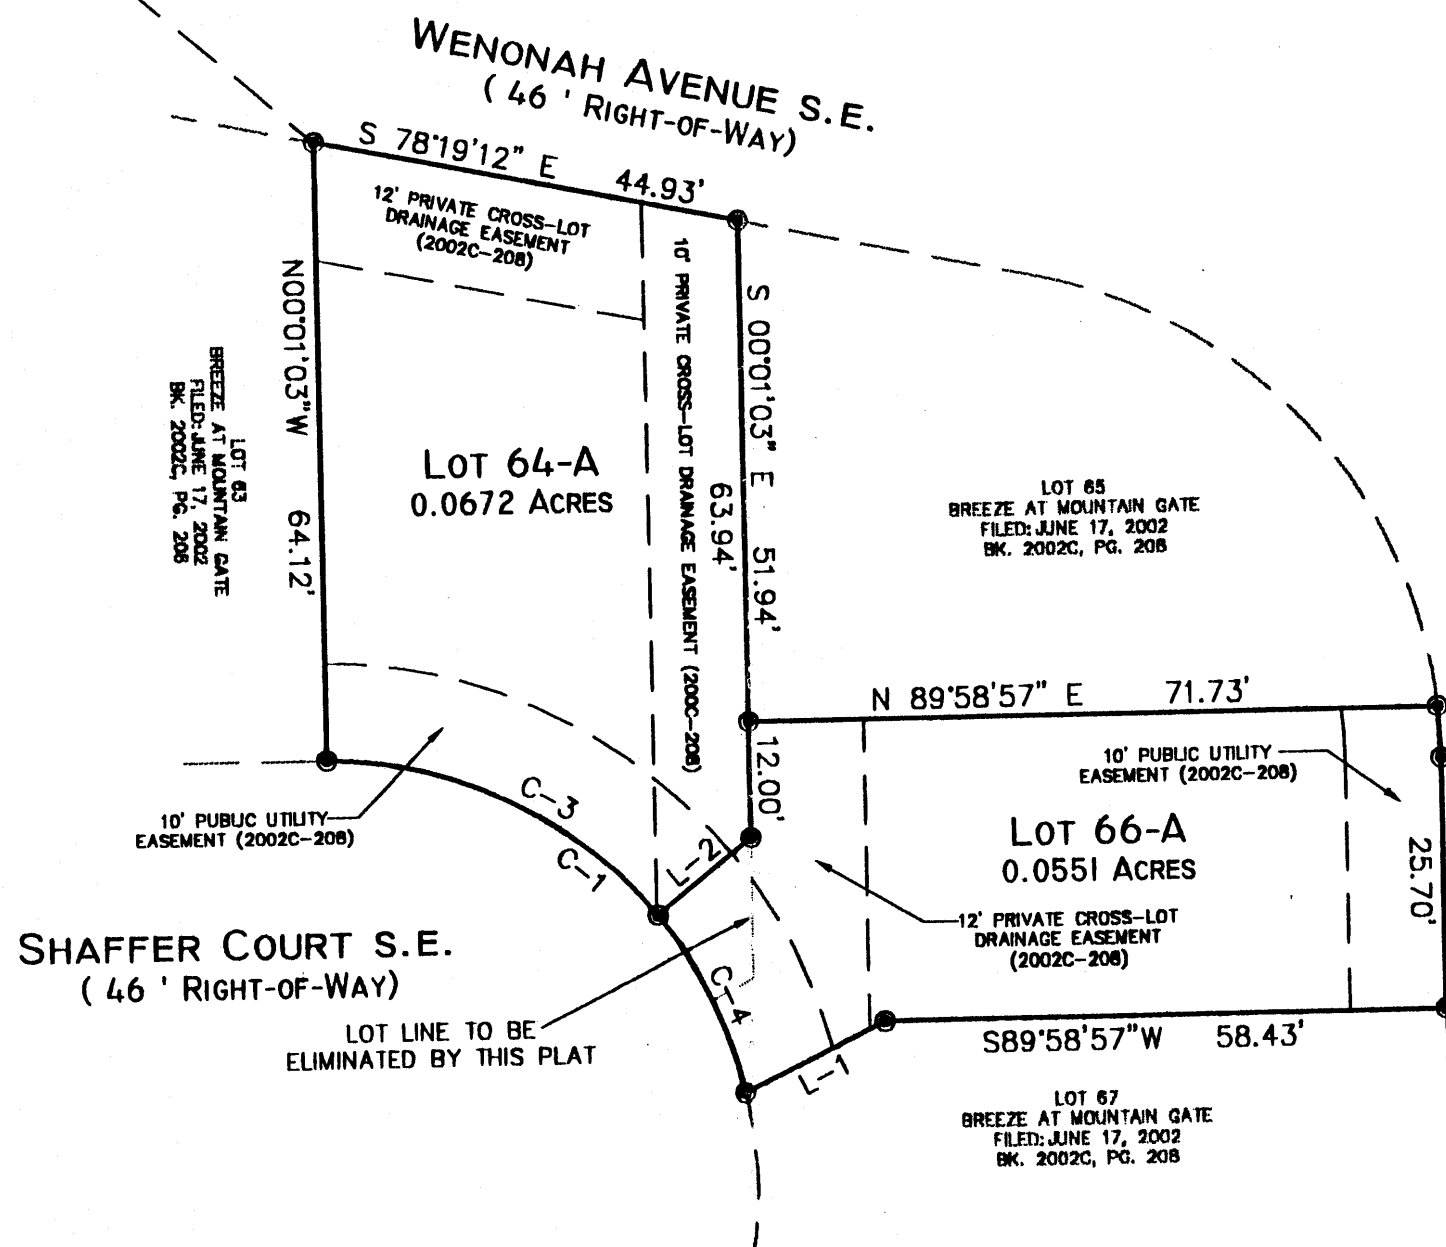 WENONAH AVENUE S.E.
( 46 ' RIGHT-OF-WAY)
S 78°19'12" E 44.93'
12' PRIVATE CROSS-LOT
DRAINAGE EASEMENT
(2002C-208)
10' PRIVATE CROSS-LOT DRAINAGE EASEMENT (200C-208)
N00°01'03"W 64.12'
S 00°01'03" E 51.94'
63.94'
LOT 63
BREEZE AT MOUNTAIN GATE
FILED: JUNE 17, 2002
BK. 2002C, PG. 208
LOT 64-A
0.0672 ACRES
LOT 65
BREEZE AT MOUNTAIN GATE
FILED: JUNE 17, 2002
BK. 2002C, PG. 208
N 89°58'57" E 71.73'
12.00'
10' PUBLIC UTILITY
EASEMENT (2002C-208)
10' PUBLIC UTILITY
EASEMENT (2002C-208)
C-3
C-1
L-2
LOT 66-A
0.0551 ACRES
25.70'
12' PRIVATE CROSS-LOT
DRAINAGE EASEMENT
(2002C-208)
SHAFFER COURT S.E.
( 46 ' RIGHT-OF-WAY)
C-4
LOT LINE TO BE
ELIMINATED BY THIS PLAT
S89°58'57"W 58.43'
L-1
LOT 67
BREEZE AT MOUNTAIN GATE
FILED: JUNE 17, 2002
BK. 2002C, PG. 208